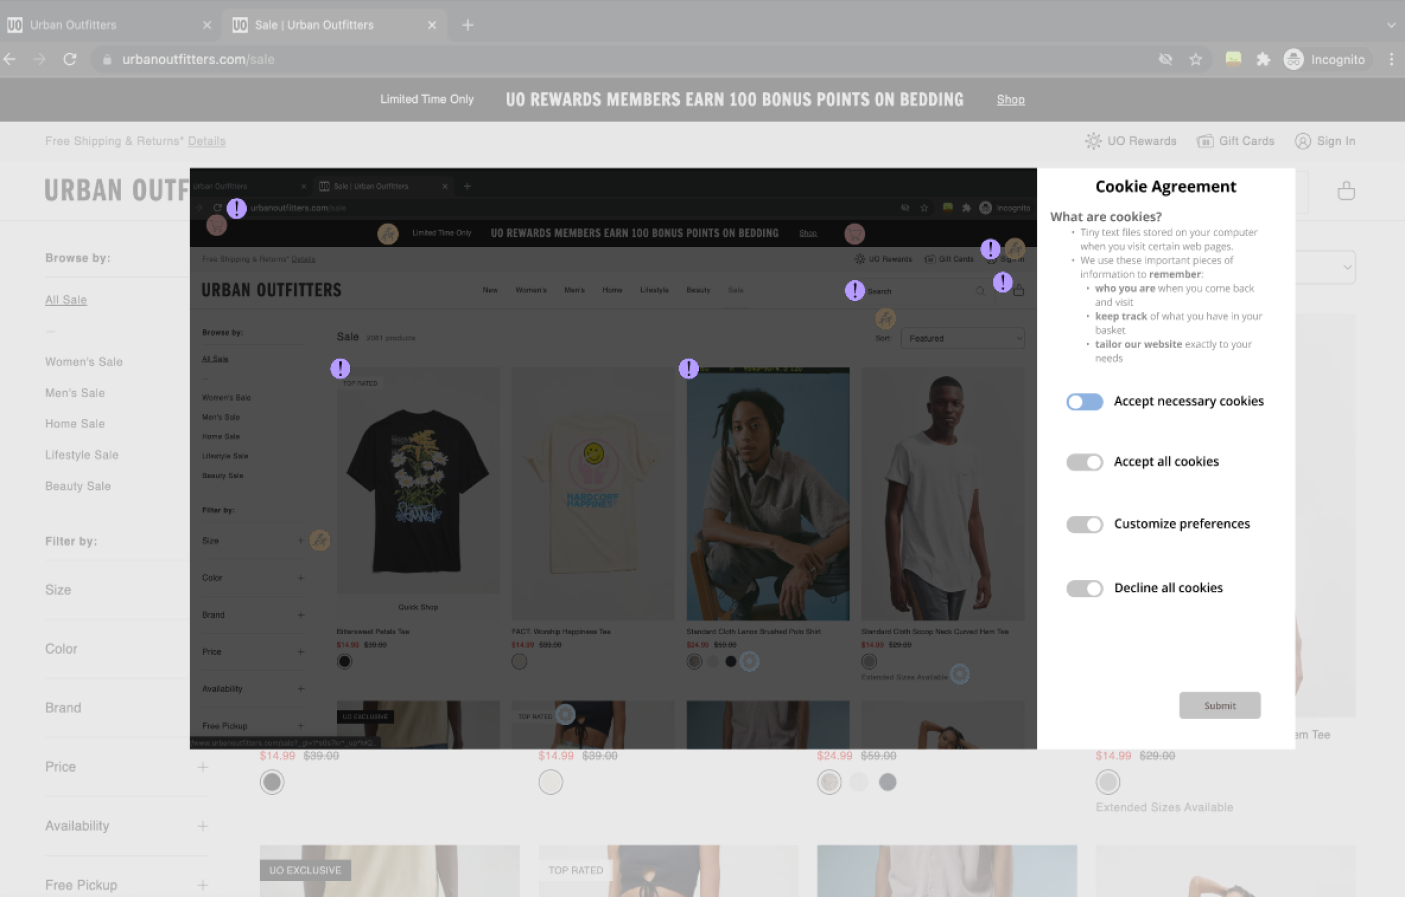 UO Urban Outfitters
UO Sale | Urban Outfitters
urbanoutfitters.com/sale
Incognito
Limited Time Only
UO REWARDS MEMBERS EARN 100 BONUS POINTS ON BEDDING
Shop
Free Shipping & Returns* Details
UO Rewards
Gift Cards
Sign In
URBAN OUTF
Browse by:
All Sale
Women's Sale
Men's Sale
Home Sale
Lifestyle Sale
Beauty Sale
Filter by:
Size
Color
Brand
Price
Availability
Free Pickup
Urban Outfitters
UO Sale | Urban Outfitters
urbanoutfitters.com/sale
Incognito
Limited Time Only
UO REWARDS MEMBERS EARN 100 BONUS POINTS ON BEDDING
Shop
Free Shipping & Returns* Details
UO Rewards
Gift Cards
Sign In
URBAN OUTFITTERS
New
Women's
Men's
Home
Lifestyle
Beauty
Sale
Search
Browse by:
All Sale
Women's Sale
Men's Sale
Home Sale
Lifestyle Sale
Beauty Sale
Filter by:
Size
Color
Brand
Price
Availability
Free Pickup
Sale
Sort:
Featured
TOP RATED
HARDCORE
HAPPINESS
Quick Shop
Bittersweet Petals Tee
$14.99 $39.00
FACT. Worship Happiness Tee
$14.99 $39.00
Standard Cloth Lanos Brushed Polo Shirt
$24.99 $59.00
Standard Cloth Scoop Neck Curved Hem Tee
$14.99 $29.00
Extended Sizes Available
UO EXCLUSIVE
TOP RATED
Cookie Agreement
What are cookies?
• Tiny text files stored on your computer
when you visit certain web pages.
• We use these important pieces of
information to remember:
• who you are when you come back
and visit
• keep track of what you have in your
basket
• tailor our website exactly to your
needs
Accept necessary cookies
Accept all cookies
Customize preferences
Decline all cookies
Submit
em Tee
$14.99 $39.00
$14.99 $39.00
$24.99 $59.00
$14.99 $29.00
Extended Sizes Available
UO EXCLUSIVE
TOP RATED